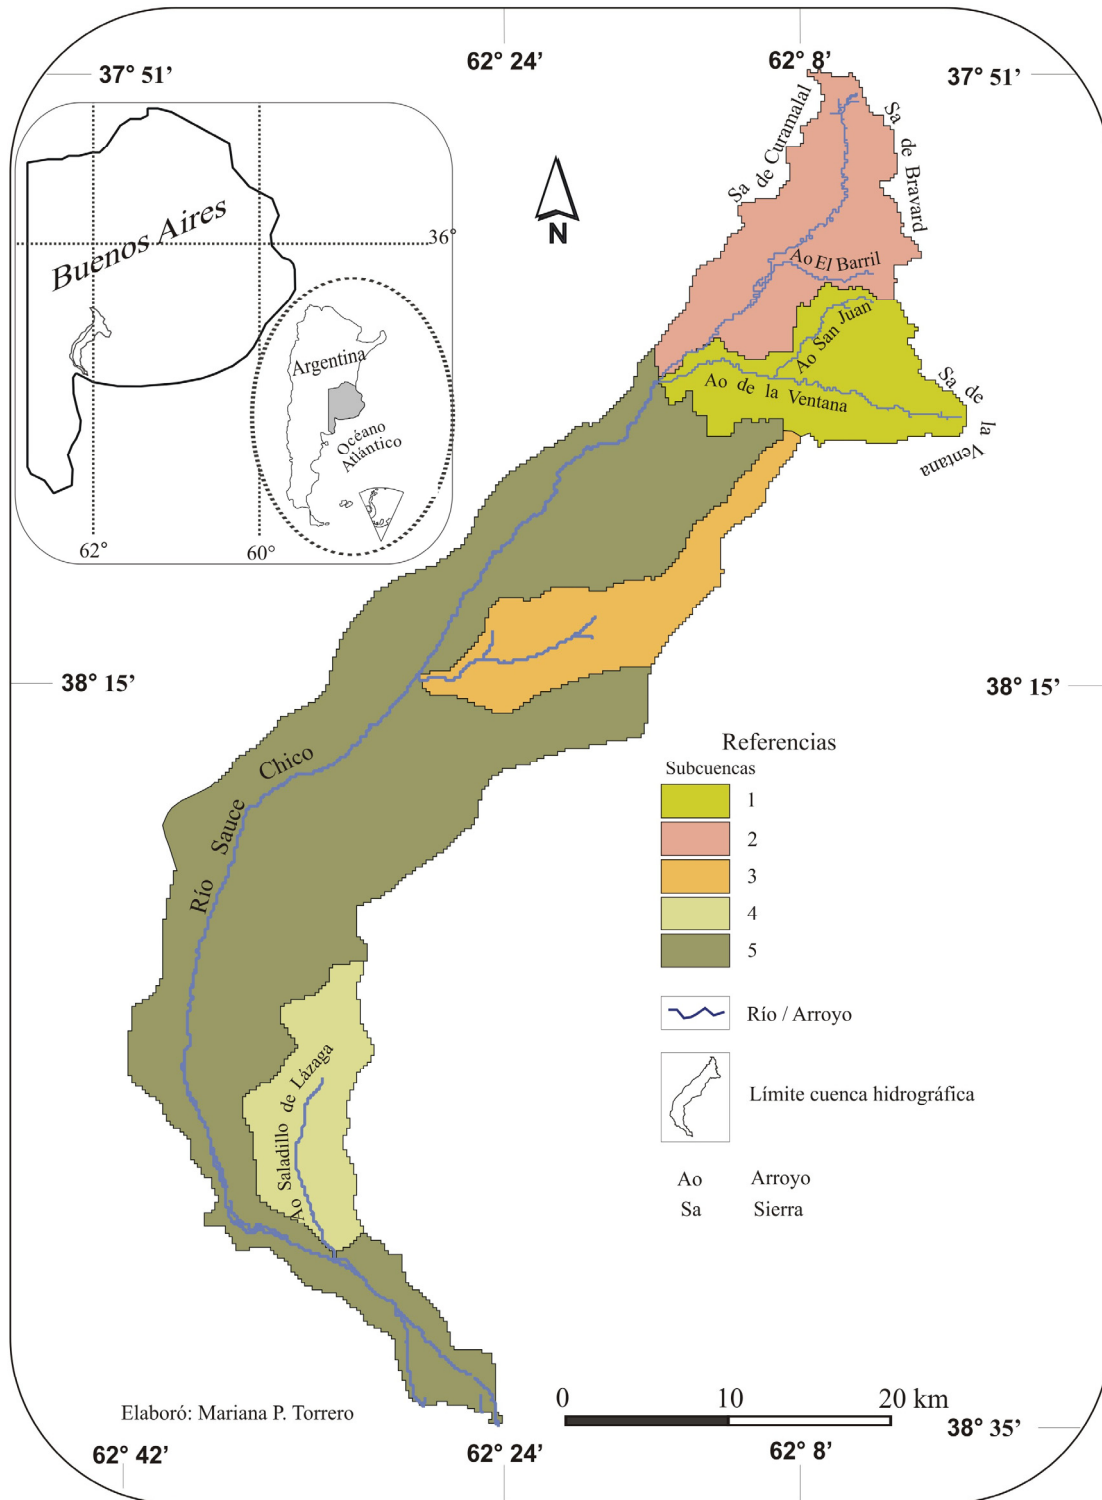 62° 24’
62° 8’
37° 51’
37° 51’
Sa de Curamalal
Sa de Bravard
Buenos Aires
36°
N
Ao El Barril
Ao San Juan
Argentina
Ao de la Ventana
Sa de la Ventana
Océano
Atlántico
62°
60°
38° 15’
38° 15’
Río Sauce Chico
Referencias
Subcuencas
1
2
3
4
5
Río / Arroyo
Ao Saladillo de Lázaga
Límite cuenca hidrográfica
Ao Arroyo
Sa Sierra
0 10 20 km
Elaboró: Mariana P. Torrero
38° 35’
62° 42’
62° 24’
62° 8’